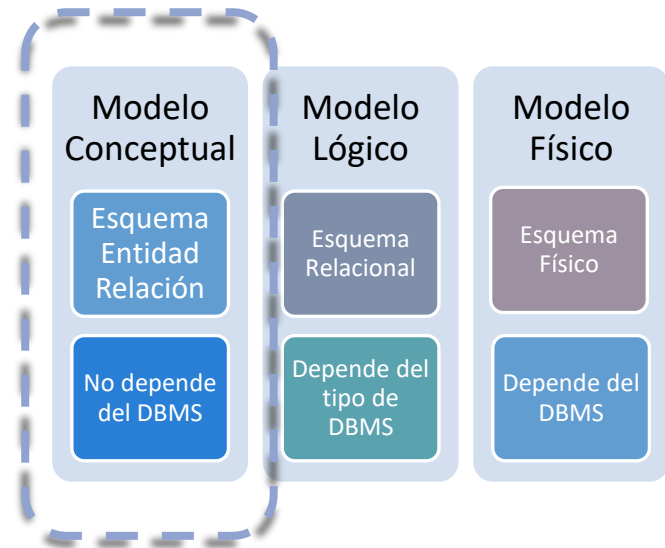 Modelo
Conceptual
Esquema
Entidad
Relación
No depende
del DBMS
Modelo
Lógico
Esquema
Relacional
Depende del
tipo de
DBMS
Modelo
Físico
Esquema
Físico
Depende del
DBMS